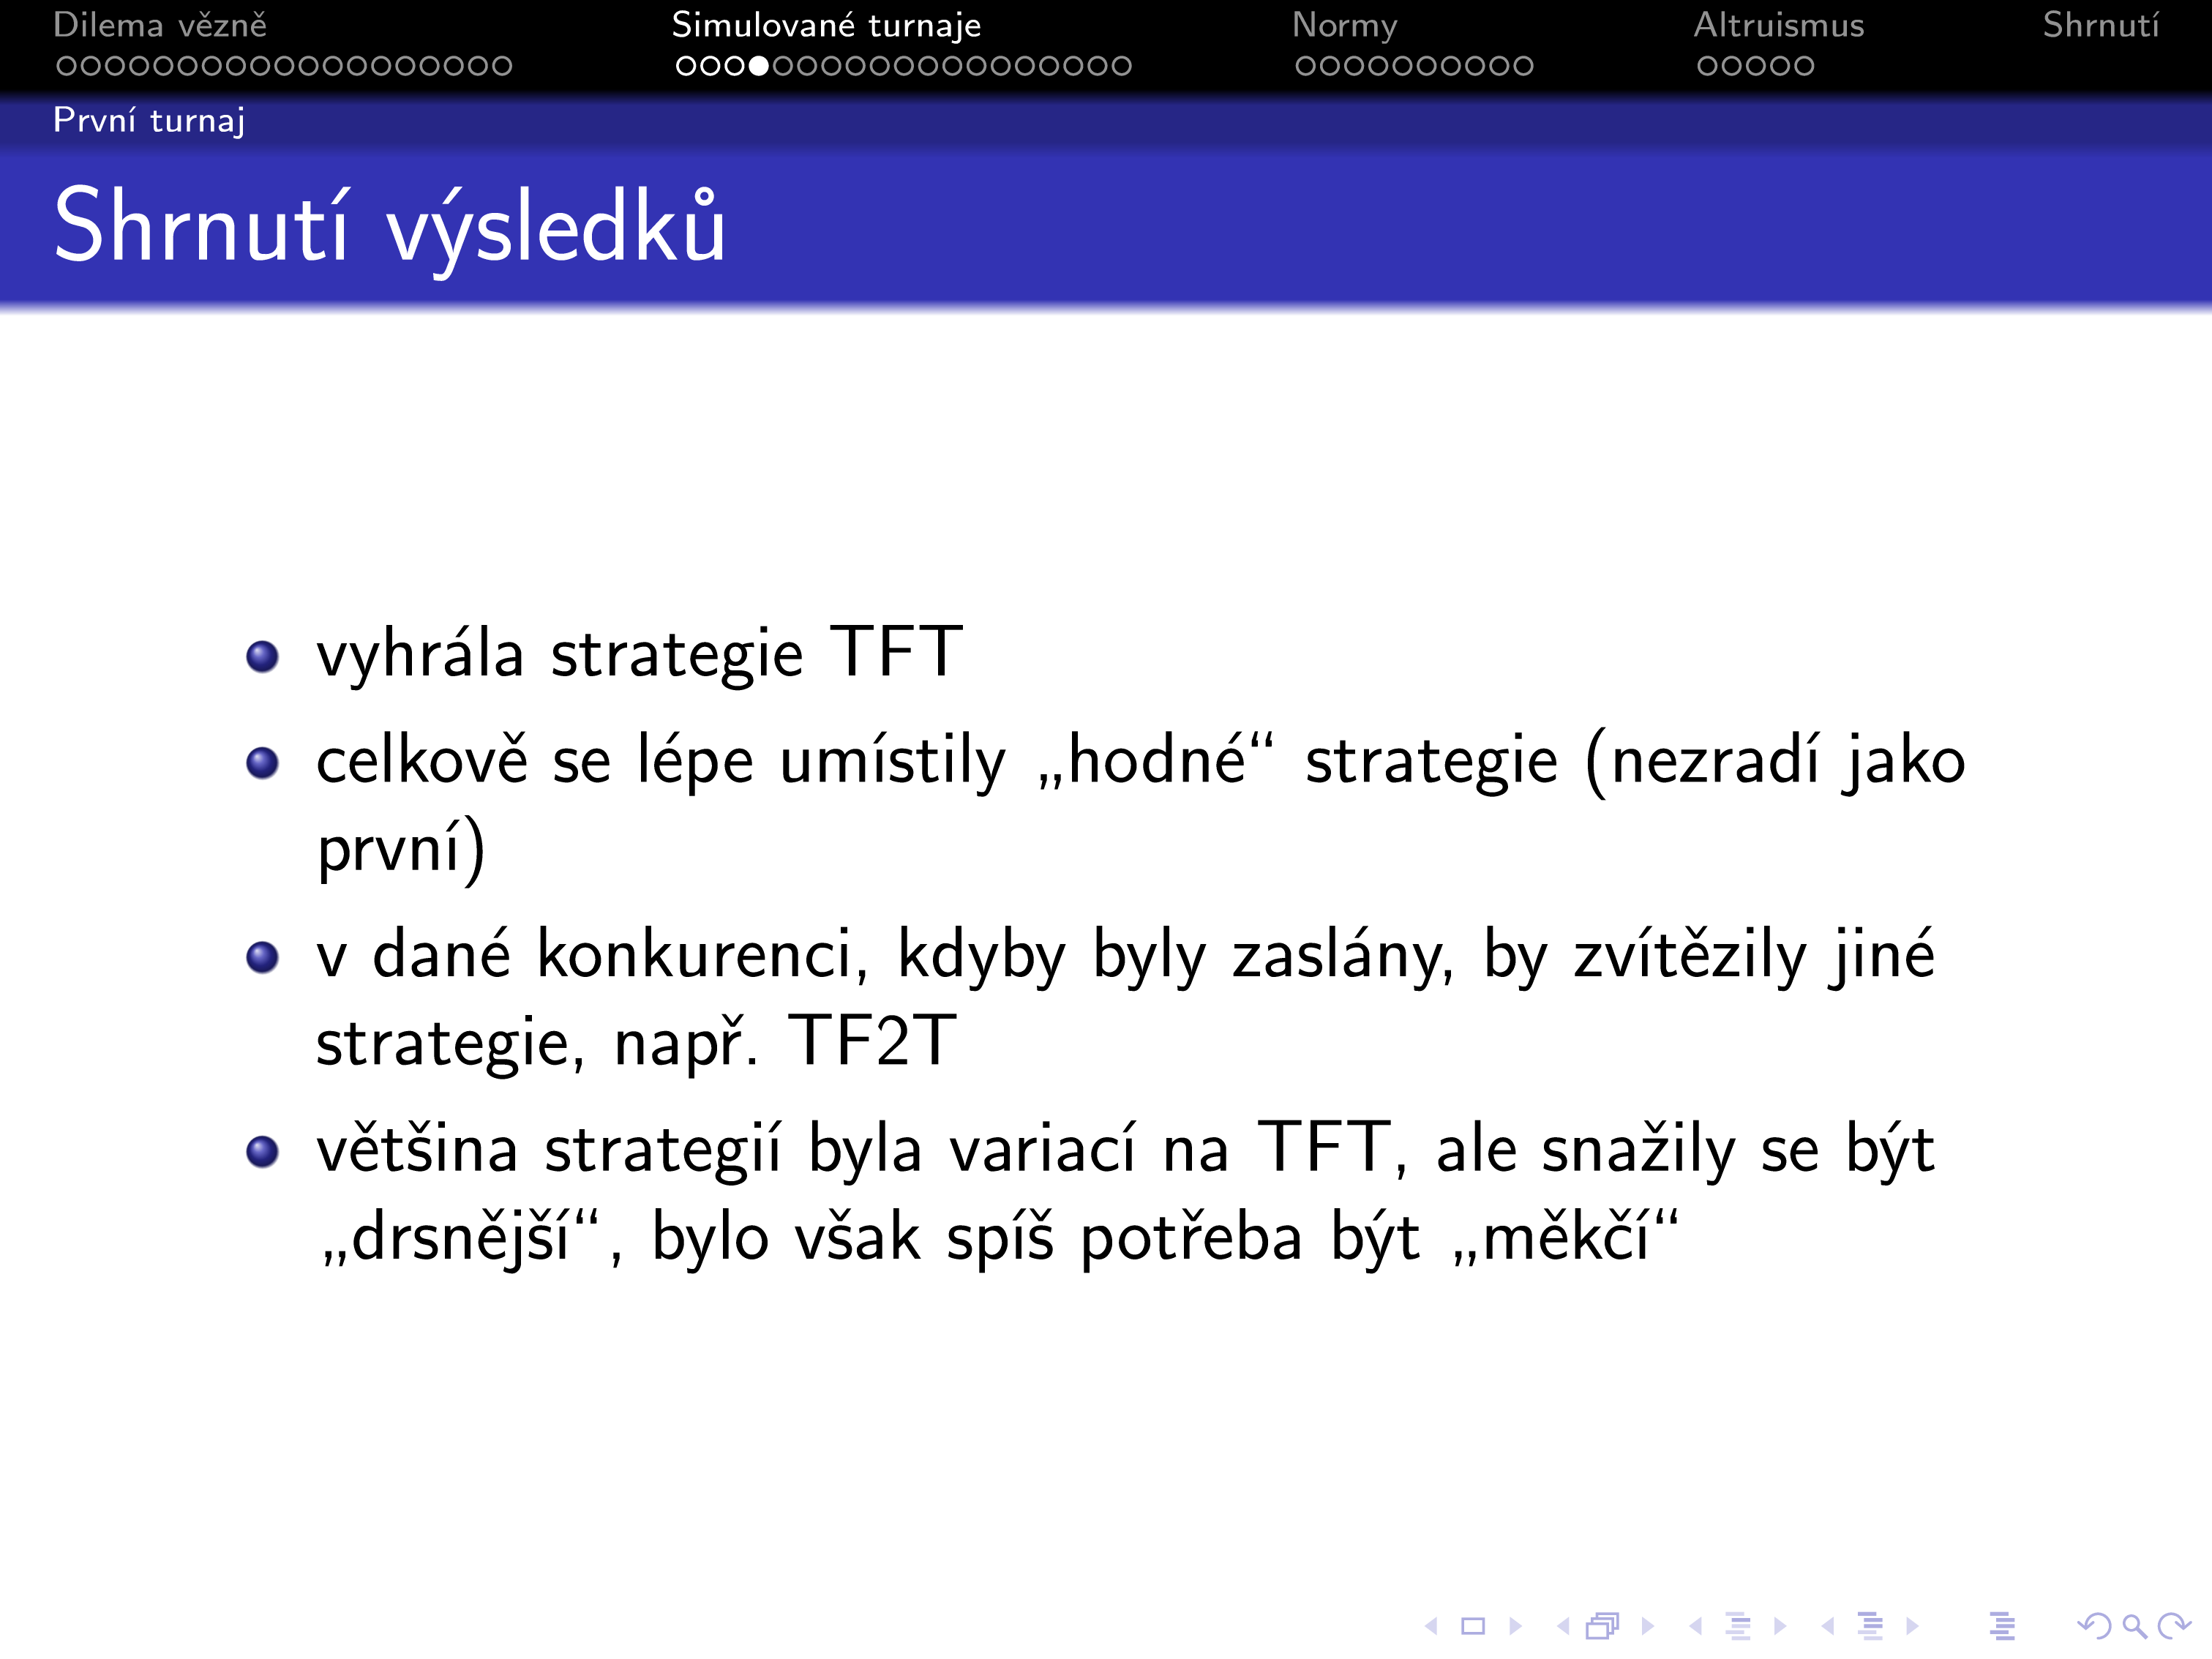 Dilema vězně Simulované turnaje Normy Altruismus Shrnutí
První turnaj
Shrnutí výsledků
vyhrála strategie TFT
celkově se lépe umístily „hodné“ strategie (nezradí jako
první)
v dané konkurenci, kdyby byly zaslány, by zvítězily jiné
strategie, např. TF2T
většina strategií byla variací na TFT, ale snažily se být
„drsnější“, bylo však spíš potřeba být „měkčí“